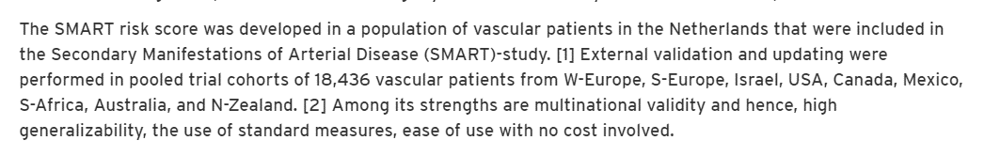 The SMART risk score was developed in a population of vascular patients in the Netherlands that were included in
the Secondary Manifestations of Arterial Disease (SMART)-study. [1] External validation and updating were
performed in pooled trial cohorts of 18,436 vascular patients from W-Europe, S-Europe, Israel, USA, Canada, Mexico,
S-Africa, Australia, and N-Zealand. [2] Among its strengths are multinational validity and hence, high
generalizability, the use of standard measures, ease of use with no cost involved.